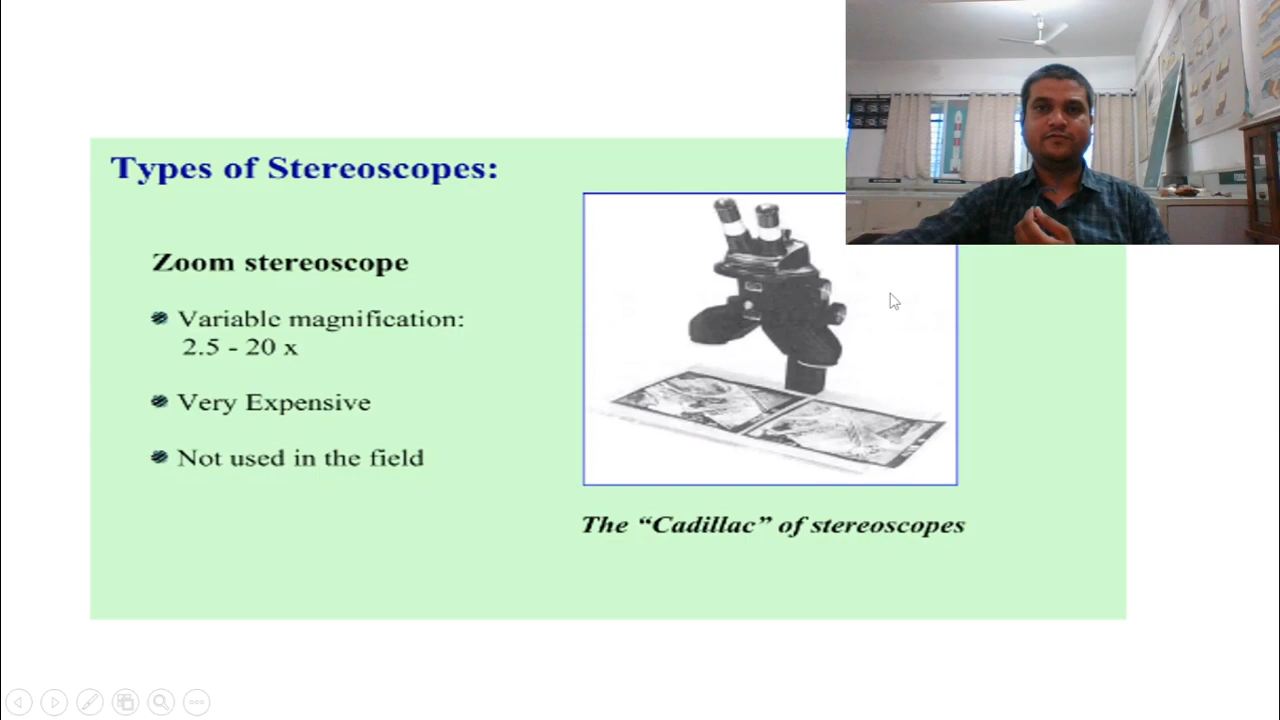 Types of Stereoscopes:
Zoom stereoscope
Variable magnification:
2.5 - 20 x
Very Expensive
Not used in the field
The “Cadillac” of stereoscopes